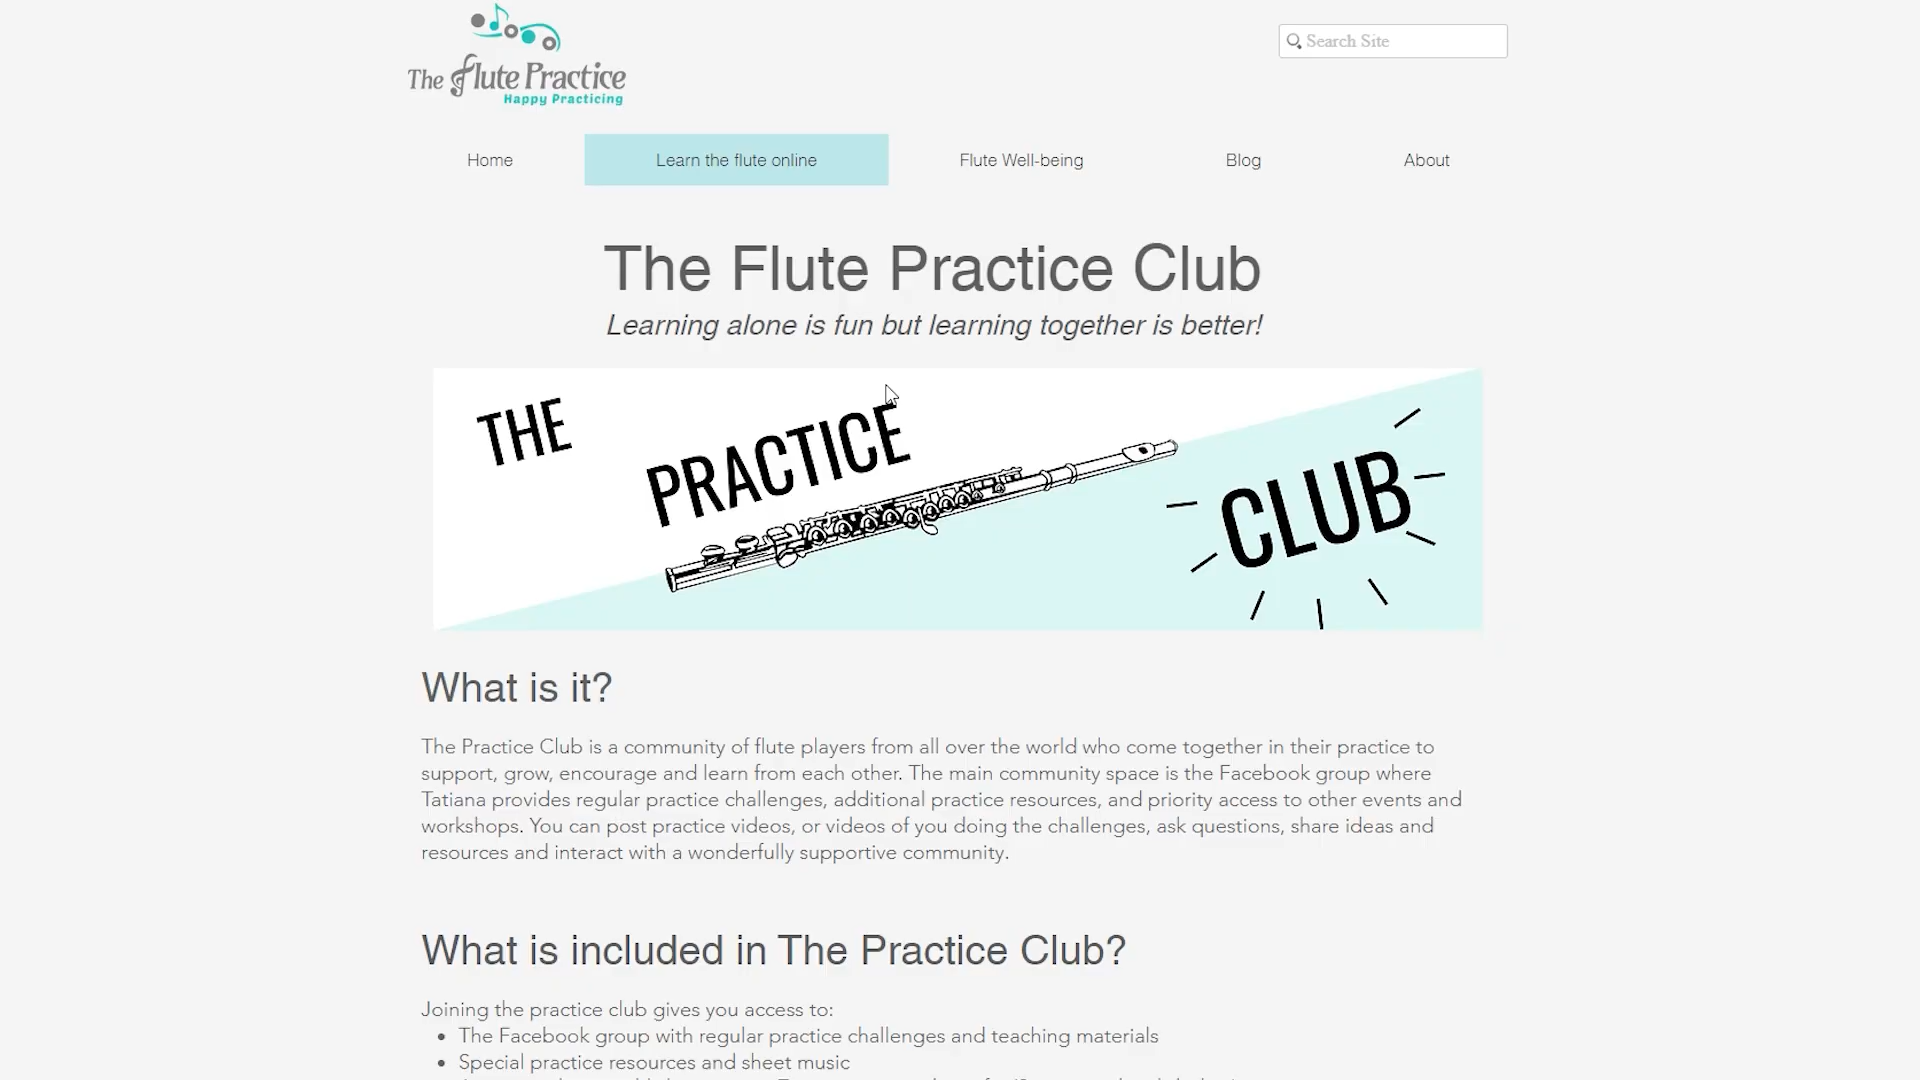 The Flute Practice
Happy Practicing
Search Site
Home
Learn the flute online
Flute Well-being
Blog
About
The Flute Practice Club
Learning alone is fun but learning together is better!
THE
PRACTICE
CLUB
What is it?
The Practice Club is a community of flute players from all over the world who come together in their practice to
support, grow, encourage and learn from each other. The main community space is the Facebook group where
Tatiana provides regular practice challenges, additional practice resources, and priority access to other events and
workshops. You can post practice videos, or videos of you doing the challenges, ask questions, share ideas and
resources and interact with a wonderfully supportive community.
What is included in The Practice Club?
Joining the practice club gives you access to:
The Facebook group with regular practice challenges and teaching materials
Special practice resources and sheet music